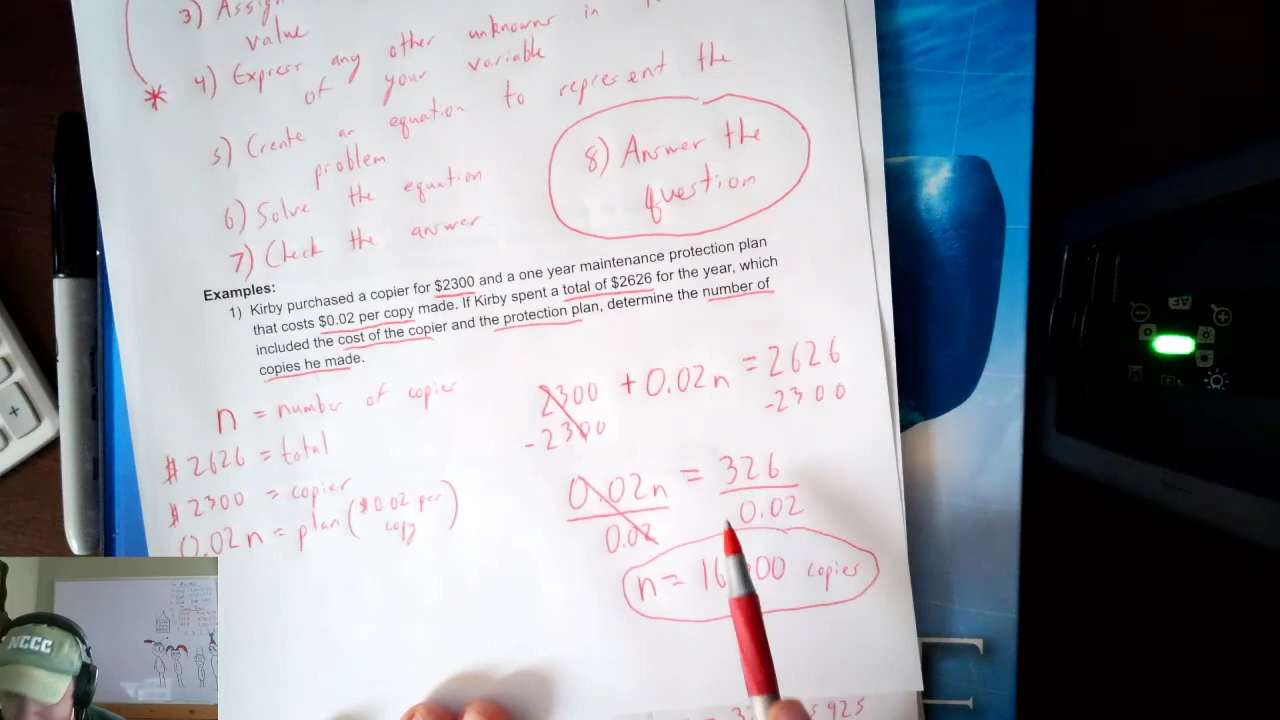 3) Assig
value
4) Express any other unknowns in
of your variable
5) Create an equation to represent the
problem
6) Solve the equation
7) Check the answer
8) Answer the
question
Examples:
1) Kirby purchased a copier for $2300 and a one year maintenance protection plan
that costs $0.02 per copy made. If Kirby spent a total of $2626 for the year, which
included the cost of the copier and the protection plan, determine the number of
copies he made.
n = number of copies
$2626 = total
$2300 = copier
0.02n = plan ($0.02 per
copy)
2300 + 0.02n = 2626
-2300 -2300
0.02n = 326
0.02 0.02
n = 16 00 copies
NCCC
AF